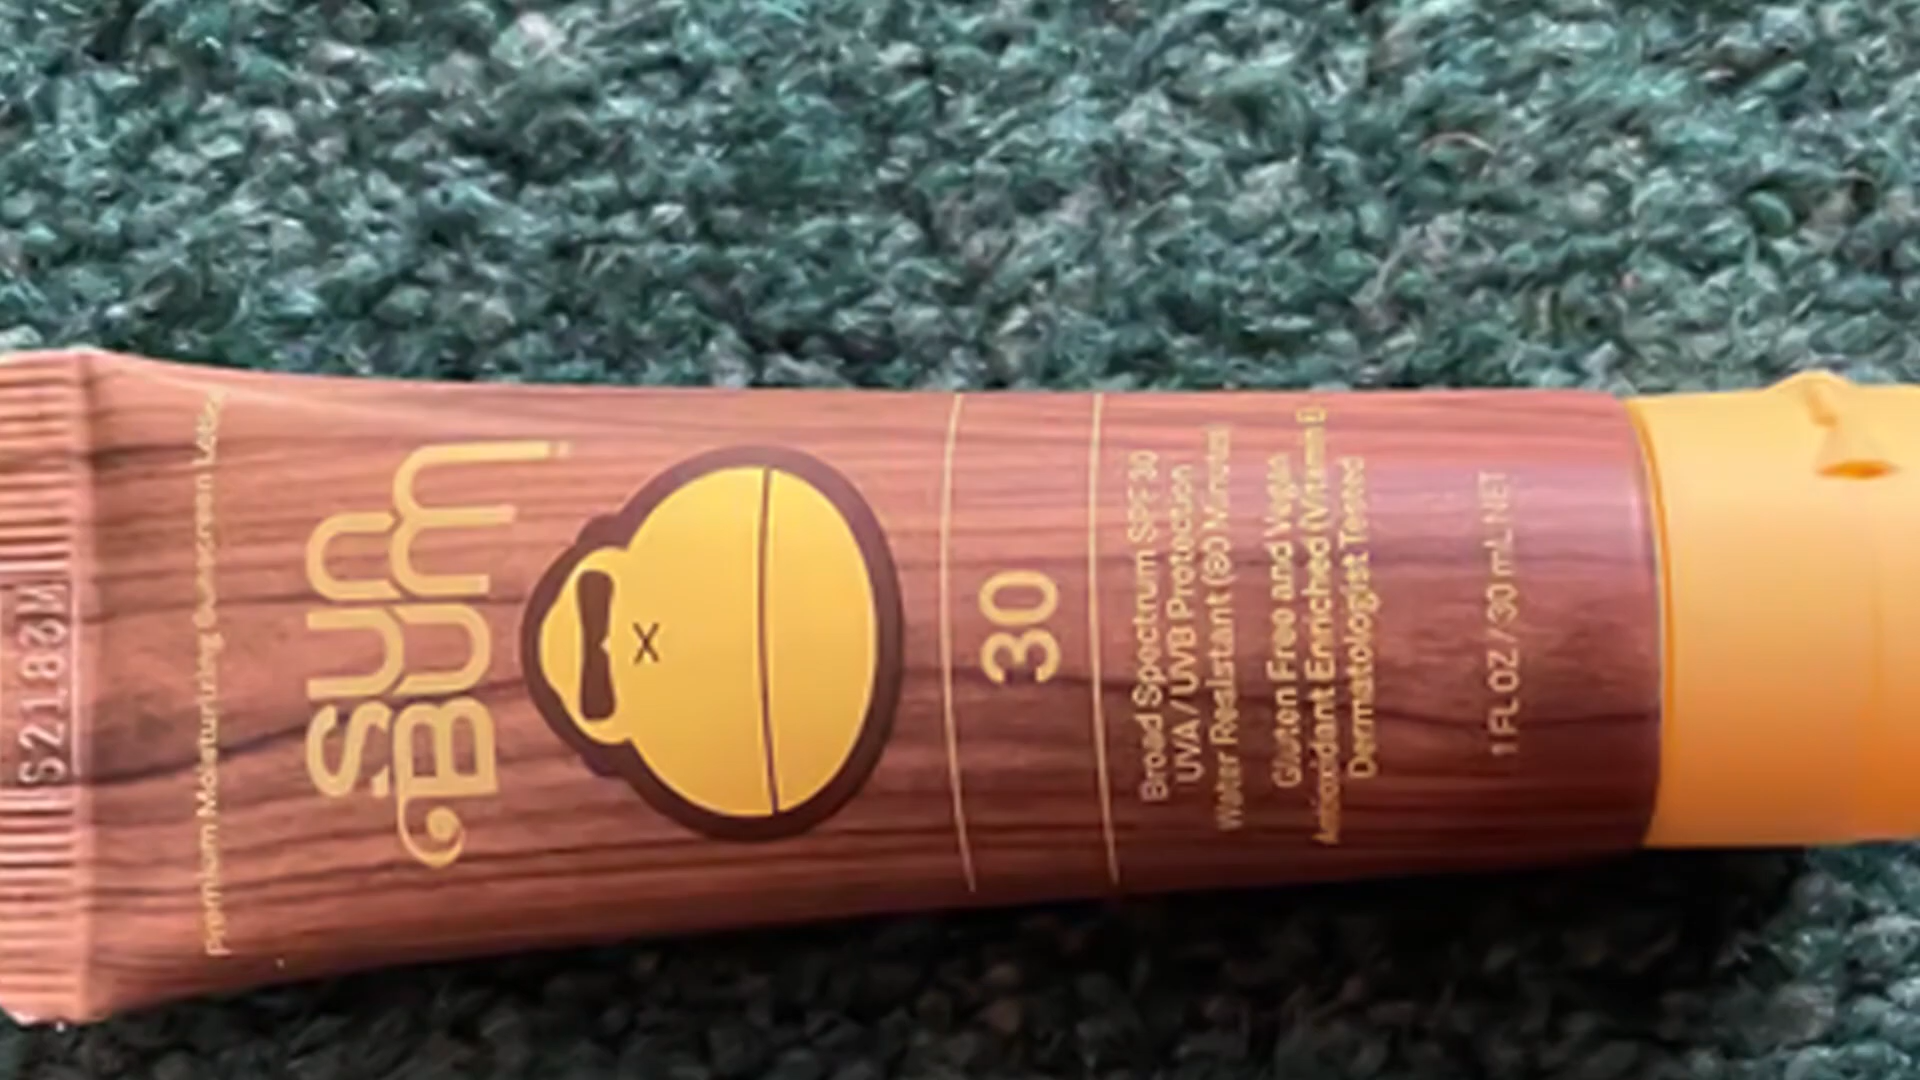 Premium Moisturizing Sunscreen Lotion
SUN
BUM
30
Broad Spectrum SPF 30
UVA / UVB Protection
Water Resistant (80 Minutes)
Gluten Free and Vegan
Antioxidant Enriched (Vitamin E)
Dermatologist Tested
1 FL OZ / 30 mL NET